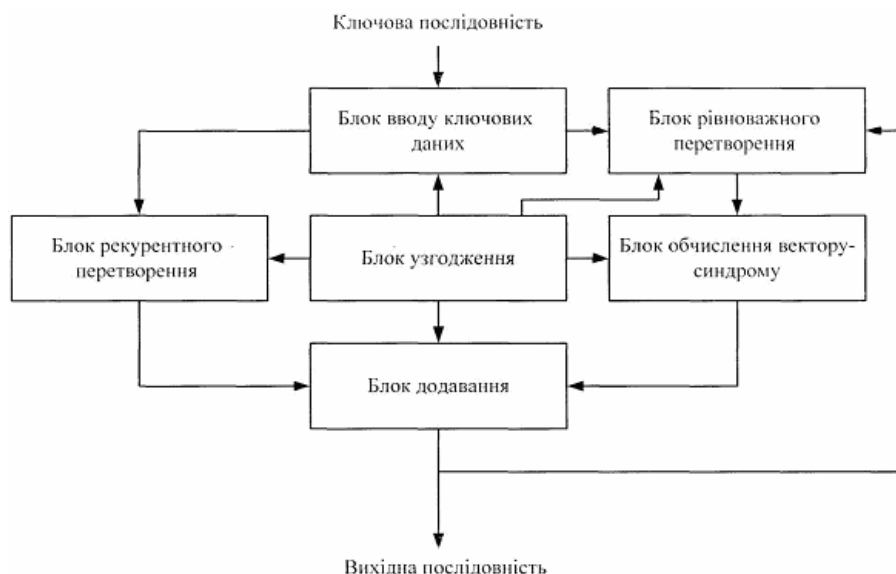 Ключова послідовність
Блок вводу ключових
даних
Блок рівноважного
перетворення
Блок рекурентного
перетворення
Блок узгодження
Блок обчислення вектору-
синдрому
Блок додавання
Вихідна послідовність